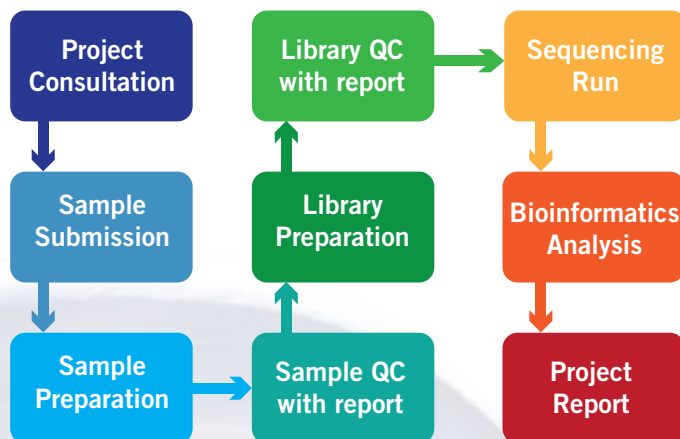 Project
Consultation
Sample
Submission
Sample
Preparation
Sample QC
with report
Library
Preparation
Library QC
with report
Sequencing
Run
Bioinformatics
Analysis
Project
Report